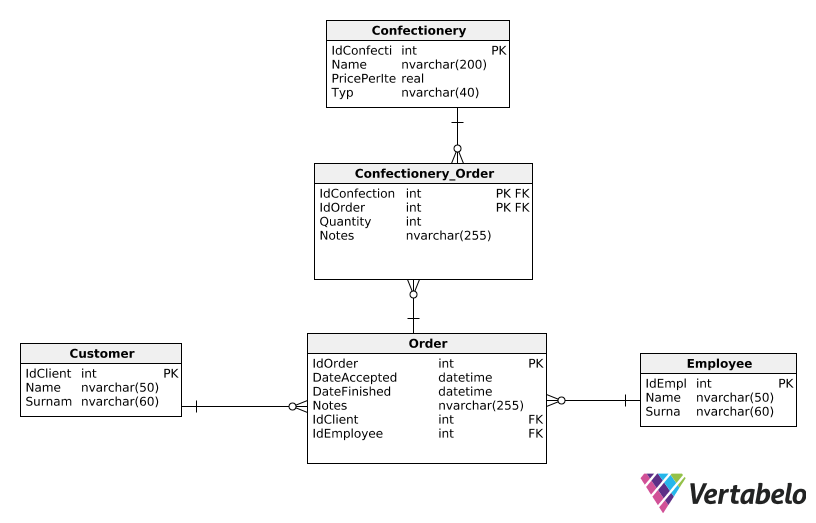 Confectionery
IdConfecti int PK
Name nvarchar(200)
PricePerIte real
Typ nvarchar(40)
Confectionery_Order
IdConfection int PK FK
IdOrder int PK FK
Quantity int
Notes nvarchar(255)
Customer
IdClient int PK
Name nvarchar(50)
Surnam nvarchar(60)
Order
IdOrder int PK
DateAccepted datetime
DateFinished datetime
Notes nvarchar(255)
IdClient int FK
IdEmployee int FK
Employee
IdEmpl int PK
Name nvarchar(50)
Surna nvarchar(60)
Vertabelo